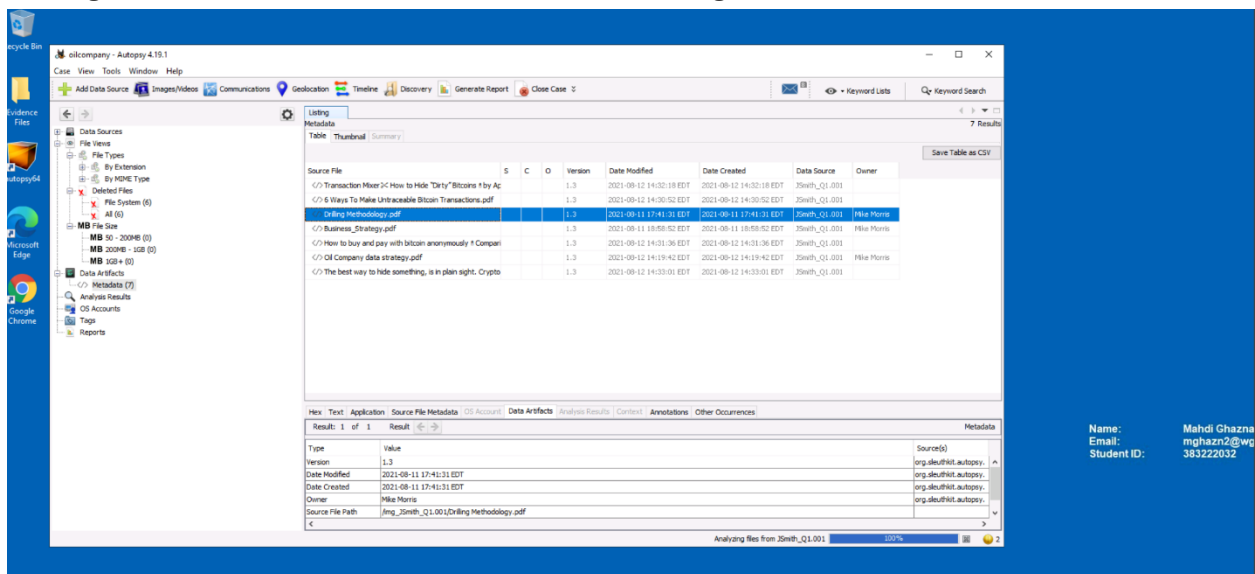 ecycle Bin
Evidence
Files
utopsy64
Microsoft
Edge
Google
Chrome
oilcompany - Autopsy 4.19.1
Case View Tools Window Help
Add Data Source Images/Videos Communications Geolocation Timeline Discovery Generate Report Close Case Keyword Lists Keyword Search
Data Sources
File Views
File Types
By Extension
By MIME Type
Deleted Files
File System (6)
All (6)
MB File Size
MB 50 - 200MB (0)
MB 200MB - 1GB (0)
MB 1GB+ (0)
Data Artifacts
Metadata (7)
Analysis Results
OS Accounts
Tags
Reports
Listing
Metadata 7 Results
Table Thumbnail Summary
Save Table as CSV
Source File S C O Version Date Modified Date Created Data Source Owner
Transaction Mixer How to Hide "Dirty" Bitcoins by Ap 1.3 2021-08-12 14:32:18 EDT 2021-08-12 14:32:18 EDT JSmith_Q1.001
6 Ways To Make Untraceable Bitcoin Transactions.pdf 1.3 2021-08-12 14:30:52 EDT 2021-08-12 14:30:52 EDT JSmith_Q1.001
Drilling Methodology.pdf 1.3 2021-08-11 17:41:31 EDT 2021-08-11 17:41:31 EDT JSmith_Q1.001 Mike Morris
Business_Strategy.pdf 1.3 2021-08-11 18:58:52 EDT 2021-08-11 18:58:52 EDT JSmith_Q1.001 Mike Morris
How to buy and pay with bitcoin anonymously Compari 1.3 2021-08-12 14:31:36 EDT 2021-08-12 14:31:36 EDT JSmith_Q1.001
Oil Company data strategy.pdf 1.3 2021-08-12 14:19:42 EDT 2021-08-12 14:19:42 EDT JSmith_Q1.001 Mike Morris
The best way to hide something, is in plain sight. Crypto 1.3 2021-08-12 14:33:01 EDT 2021-08-12 14:33:01 EDT JSmith_Q1.001
Hex Text Application Source File Metadata OS Account Data Artifacts Analysis Results Context Annotations Other Occurrences
Result: 1 of 1 Result Metadata
Type Value Source(s)
Version 1.3 org.sleuthkit.autopsy.
Date Modified 2021-08-11 17:41:31 EDT org.sleuthkit.autopsy.
Date Created 2021-08-11 17:41:31 EDT org.sleuthkit.autopsy.
Owner Mike Morris org.sleuthkit.autopsy.
Source File Path /img_JSmith_Q1.001/Drilling Methodology.pdf
Analyzing files from JSmith_Q1.001 100% 2
Name: Mahdi Ghazna
Email: mghazn2@wg
Student ID: 383222032